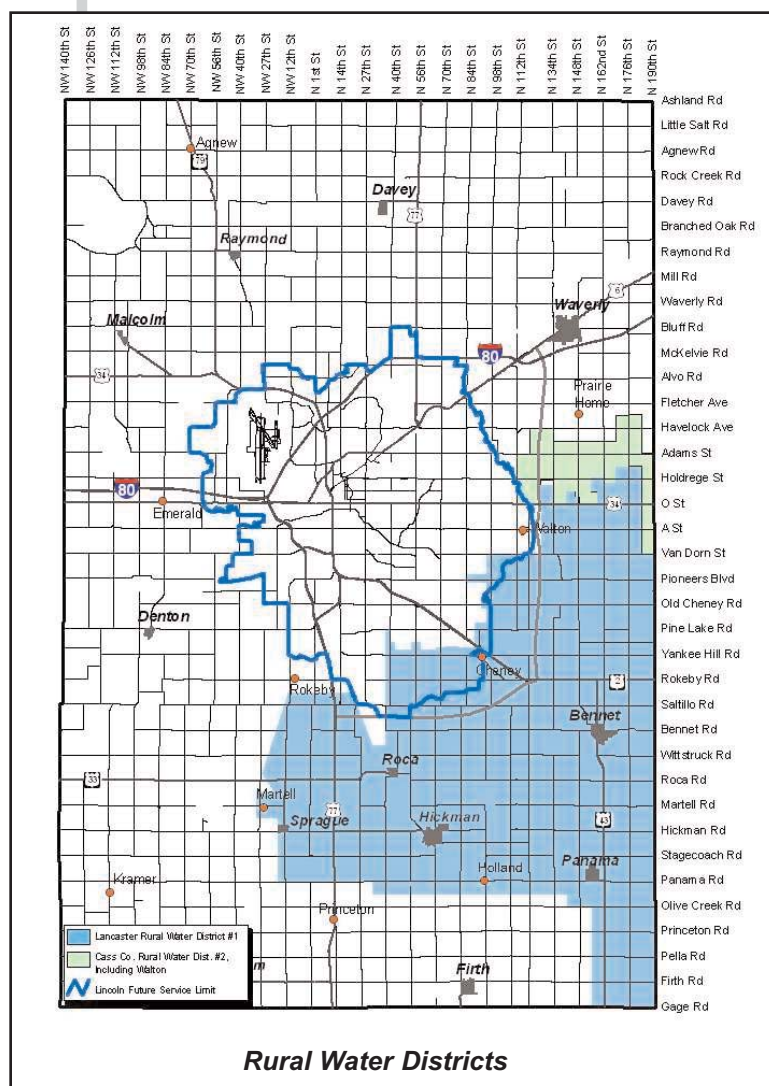 NW 140th St
NW 126th St
NW 112th St
NW 98th St
NW 84th St
NW 70th St
NW 56th St
NW 40th St
NW 27th St
NW 12th St
N 1st St
N 14th St
N 27th St
N 40th St
N 56th St
N 70th St
N 84th St
N 98th St
N 112th St
N 134th St
N 148th St
N 162nd St
N 176th St
N 190th St
Ashland Rd
Little Salt Rd
Agnew Rd
Rock Creek Rd
Davey Rd
Branched Oak Rd
Raymond Rd
Mill Rd
Waverly Rd
Bluff Rd
McKelvie Rd
Alvo Rd
Fletcher Ave
Havelock Ave
Adams St
Holdrege St
O St
A St
Van Dorn St
Pioneers Blvd
Old Cheney Rd
Pine Lake Rd
Yankee Hill Rd
Rokeby Rd
Saltillo Rd
Bennet Rd
Wittstruck Rd
Roca Rd
Martell Rd
Hickman Rd
Stagecoach Rd
Panama Rd
Olive Creek Rd
Princeton Rd
Pella Rd
Firth Rd
Gage Rd
Agnew
79
Davey
77
Raymond
6
Waverly
Malcolm
80
34
Prairie
Home
80
Emerald
34
Walton
Denton
Cheney
Rokeby
2
Bennet
Roca
33
Martell
77
Sprague
Hickman
43
Holland
Panama
Kramer
Princeton
Firth
m
Lancaster Rural Water District #1
Cass Co. Rural Water Dist. #2,
Including Walton
Lincoln Future Service Limit
Rural Water Districts